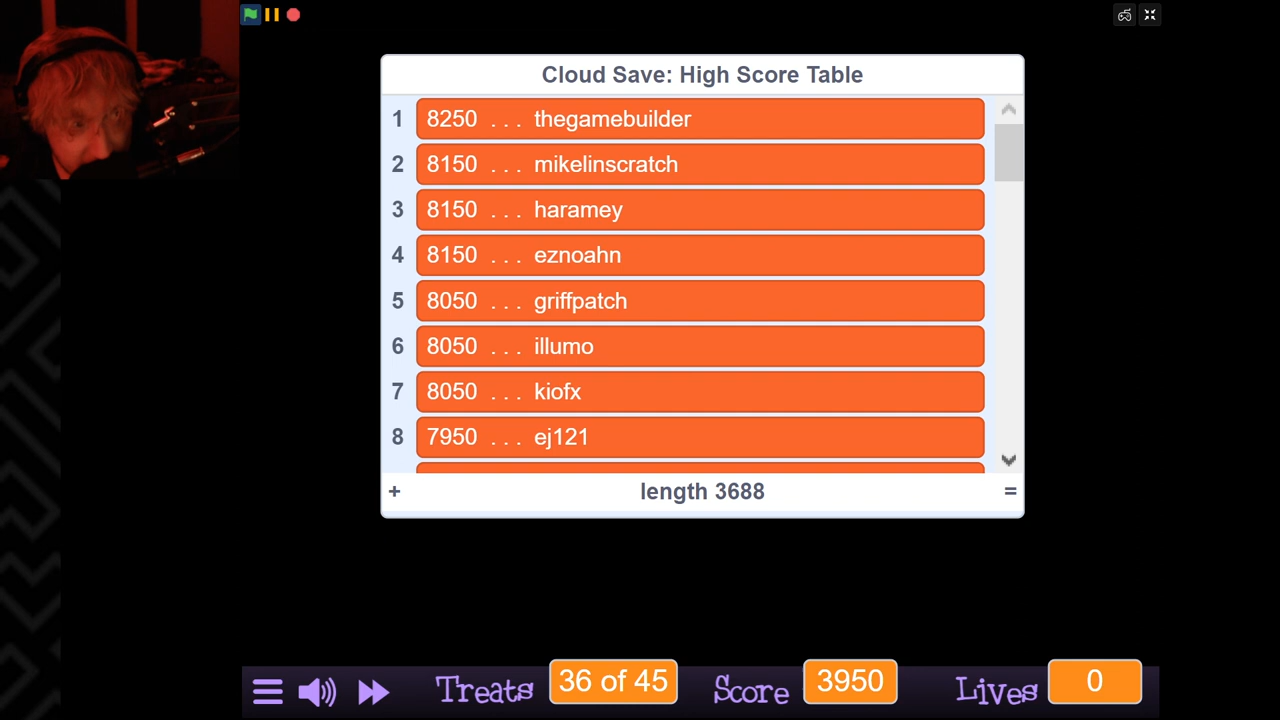 Cloud Save: High Score Table
1 8250 ... thegamebuilder
2 8150 ... mikelinscratch
3 8150 ... haramey
4 8150 ... eznoahn
5 8050 ... griffpatch
6 8050 ... illumo
7 8050 ... kiofx
8 7950 ... ej121
+ length 3688 =
Treats 36 of 45 Score 3950 Lives 0